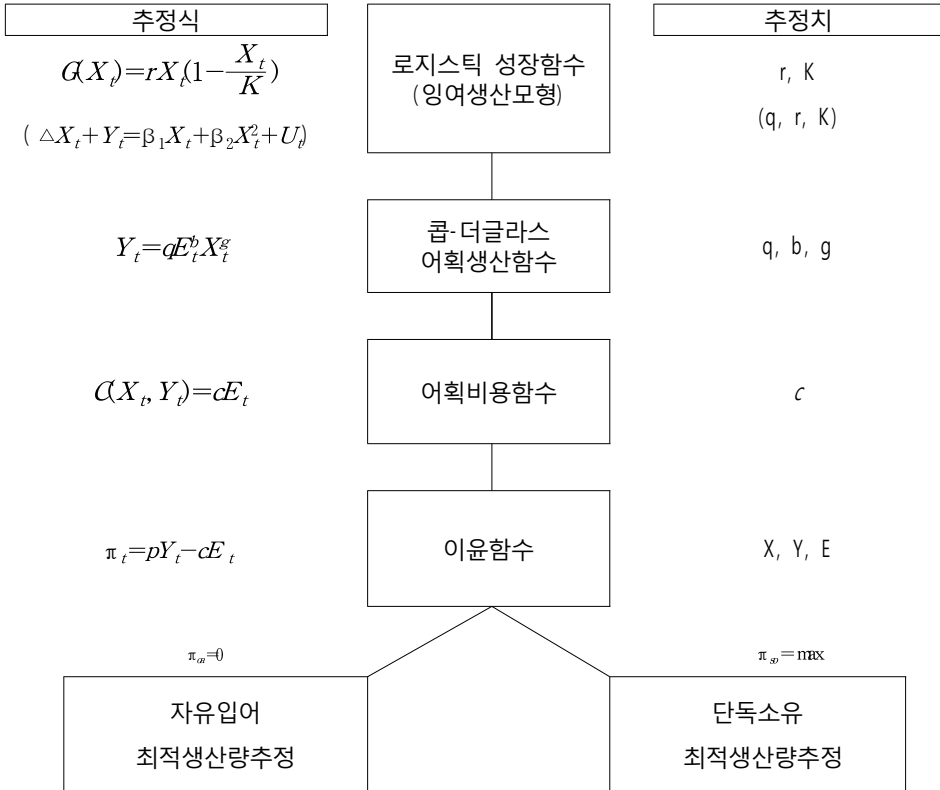 추정식
추정치
G(X_t)=rX_t(1-X_t/K)
로지스틱 성장함수
(잉여생산모형)
r, K
(△X_t+Y_t=β_1X_t+β_2X_t^2+U_t)
(q, r, K)
Y_t=qE_t^bX_t^g
콥-더글라스
어획생산함수
q, b, g
C(X_t, Y_t)=cE_t
어획비용함수
c
π_t=pY_t-cE_t
이윤함수
X, Y, E
π_oa=0
π_so=max
자유입어
최적생산량추정
단독소유
최적생산량추정